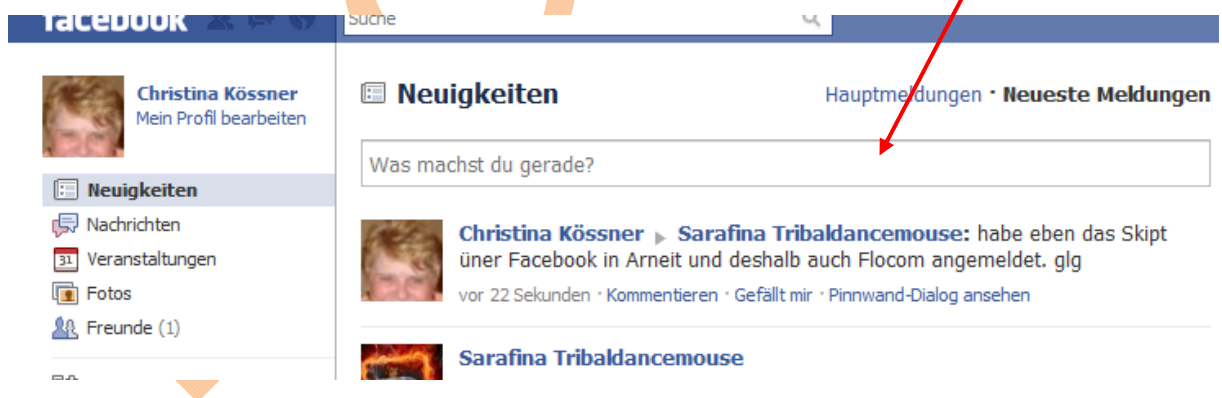 facebook
Suche
Christina Kössner
Mein Profil bearbeiten
Neuigkeiten
Nachrichten
31 Veranstaltungen
Fotos
Freunde (1)
Neuigkeiten
Hauptmeldungen · Neueste Meldungen
Was machst du gerade?
Christina Kössner ▸ Sarafina Tribaldancemouse: habe eben das Skipt
üner Facebook in Arneit und deshalb auch Flocom angemeldet. glg
vor 22 Sekunden · Kommentieren · Gefällt mir · Pinnwand-Dialog ansehen
Sarafina Tribaldancemouse